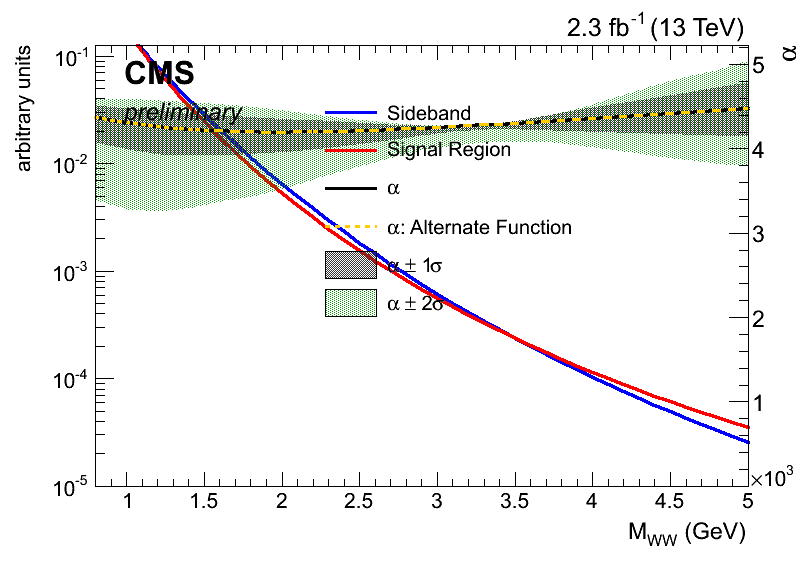 2.3 fb⁻¹ (13 TeV)
arbitrary units
α
CMS
preliminary
Sideband
Signal Region
α
α: Alternate Function
α ± 1σ
α ± 2σ
10⁻¹
10⁻²
10⁻³
10⁻⁴
10⁻⁵
5
4
3
2
1
×10³
1 1.5 2 2.5 3 3.5 4 4.5 5
M_WW (GeV)